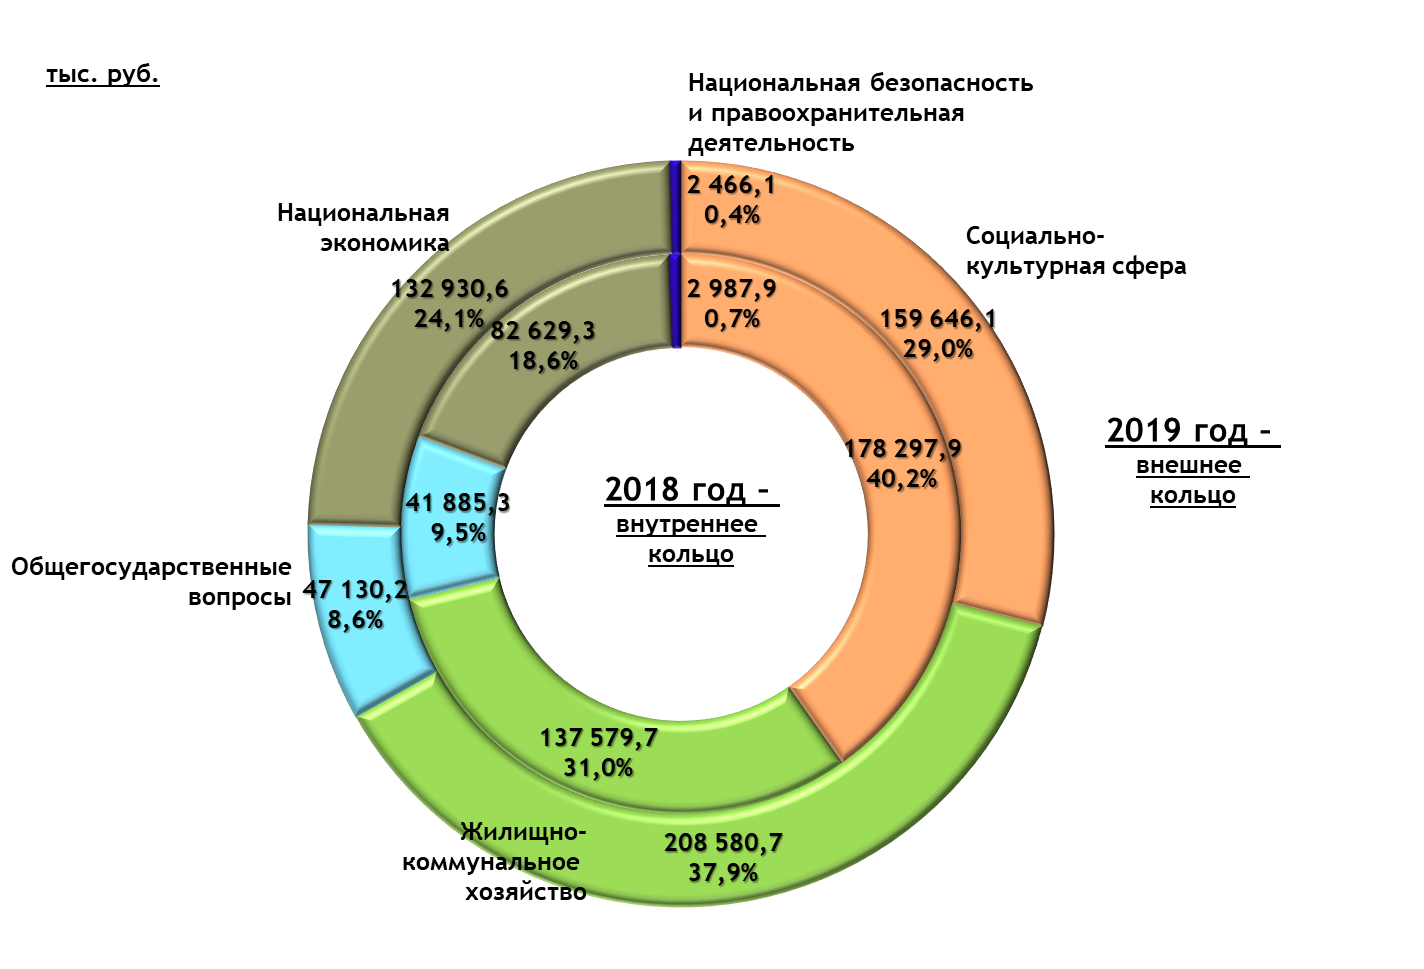 тыс. руб.
Национальная безопасность
и правоохранительная
деятельность
2 466,1
0,4%
Национальная
экономика
Социально-
культурная сфера
132 930,6
24,1%
2 987,9
0,7%
159 646,1
29,0%
82 629,3
18,6%
2019 год -
внешнее
кольцо
178 297,9
40,2%
2018 год -
внутреннее
кольцо
41 885,3
9,5%
Общегосударственные
вопросы
47 130,2
8,6%
137 579,7
31,0%
Жилищно-
коммунальное
хозяйство
208 580,7
37,9%